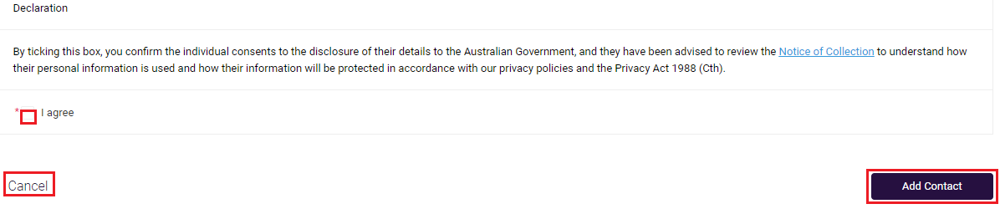 Declaration
By ticking this box, you confirm the individual consents to the disclosure of their details to the Australian Government, and they have been advised to review the Notice of Collection to understand how
their personal information is used and how their information will be protected in accordance with our privacy policies and the Privacy Act 1988 (Cth).
* I agree
Cancel
Add Contact